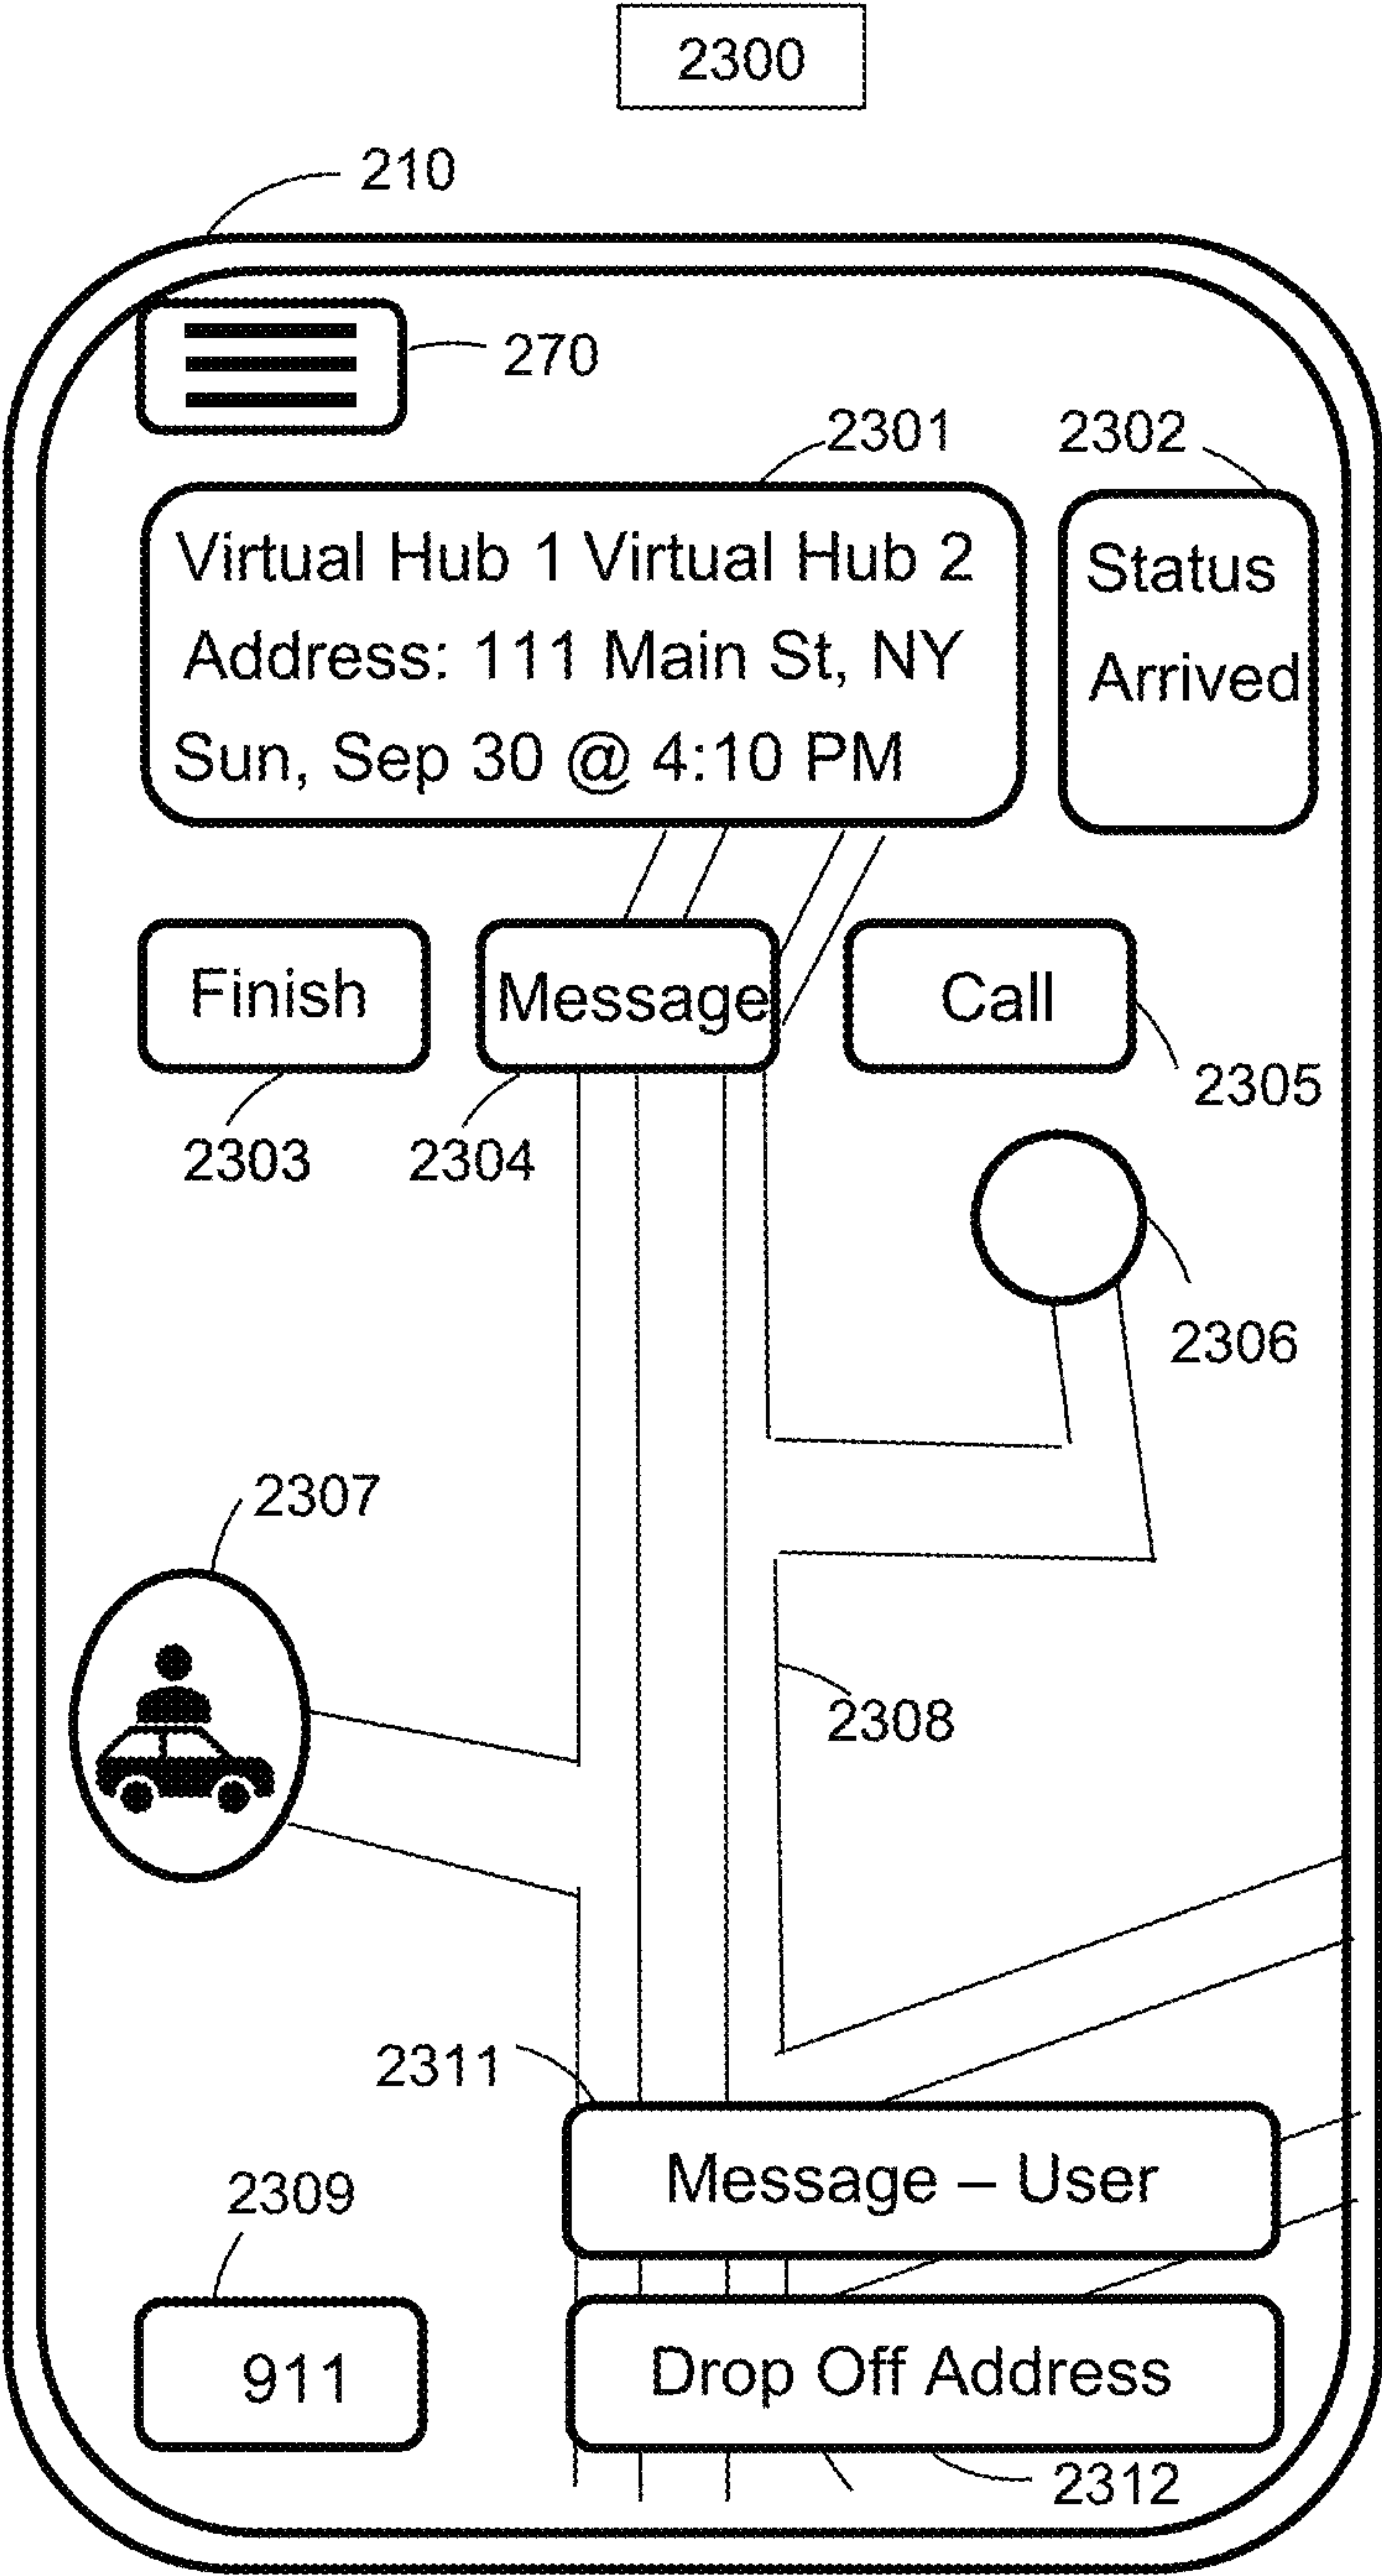 2300
210
270
2301
2302
Virtual Hub 1 Virtual Hub 2
Address: 111 Main St, NY
Sun, Sep 30 @ 4:10 PM
Status
Arrived
Finish
Message
Call
2303
2304
2305
2306
2307
2308
2311
Message – User
2309
911
Drop Off Address
2312